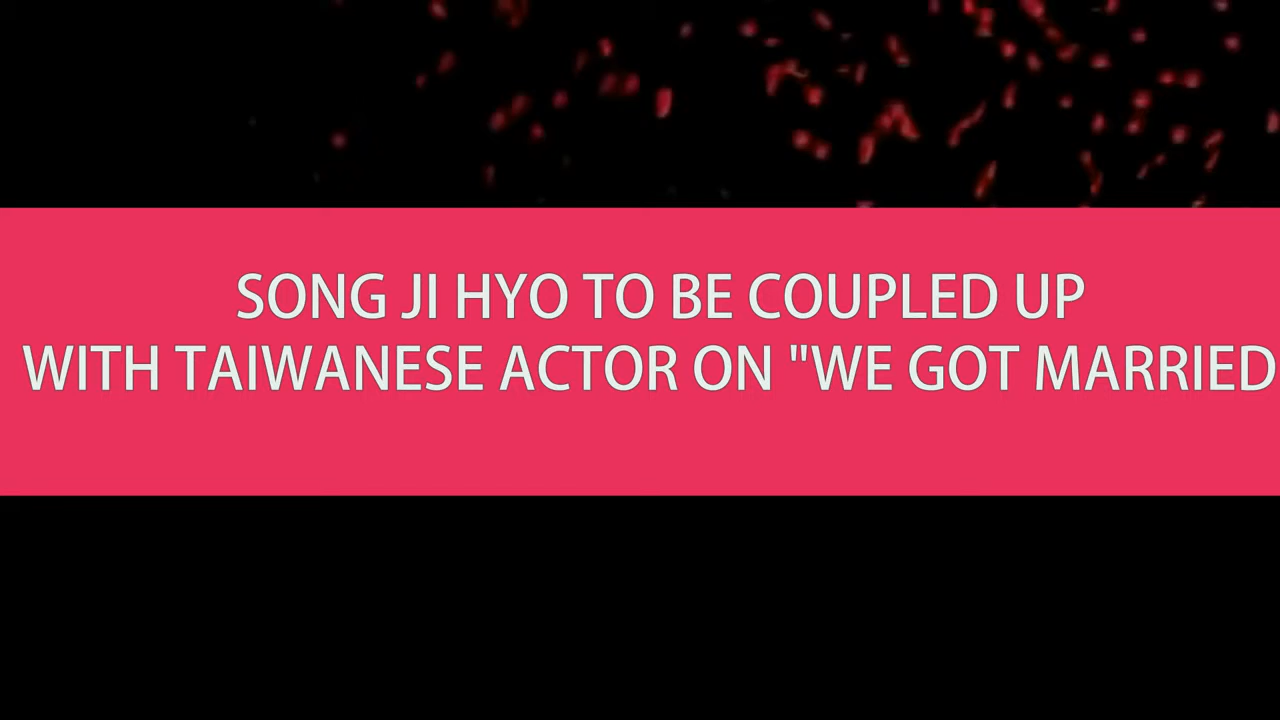 SONG JI HYO TO BE COUPLED UP
WITH TAIWANESE ACTOR ON "WE GOT MARRIED